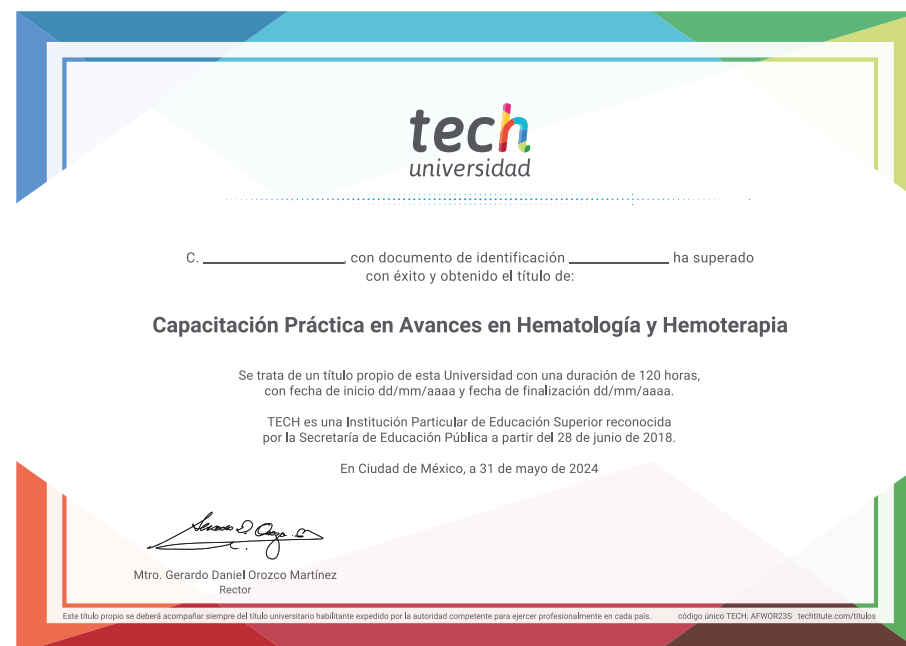 tech
universidad
C. ____________, con documento de identificación ____________ ha superado
con éxito y obtenido el título de:
Capacitación Práctica en Avances en Hematología y Hemoterapia
Se trata de un título propio de esta Universidad con una duración de 120 horas,
con fecha de inicio dd/mm/aaaa y fecha de finalización dd/mm/aaaa.
TECH es una Institución Particular de Educación Superior reconocida
por la Secretaría de Educación Pública a partir del 28 de junio de 2018.
En Ciudad de México, a 31 de mayo de 2024
Mtro. Gerardo Daniel Orozco Martínez
Rector
Este título propio se deberá acompañar siempre del título universitario habilitante expedido por la autoridad competente para ejercer profesionalmente en cada país. código único TECH: AFWOR23S techtitute.com/titulos